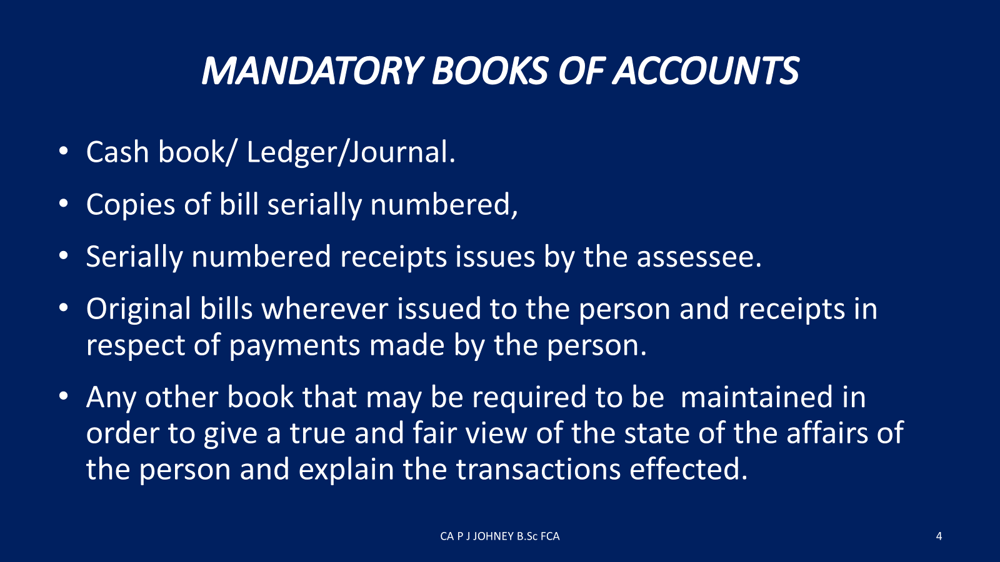 MANDATORY BOOKS OF ACCOUNTS
• Cash book/ Ledger/Journal.
• Copies of bill serially numbered,
• Serially numbered receipts issues by the assessee.
• Original bills wherever issued to the person and receipts in
respect of payments made by the person.
• Any other book that may be required to be  maintained in
order to give a true and fair view of the state of the affairs of
the person and explain the transactions effected.
CA P J JOHNEY B.Sc FCA
4